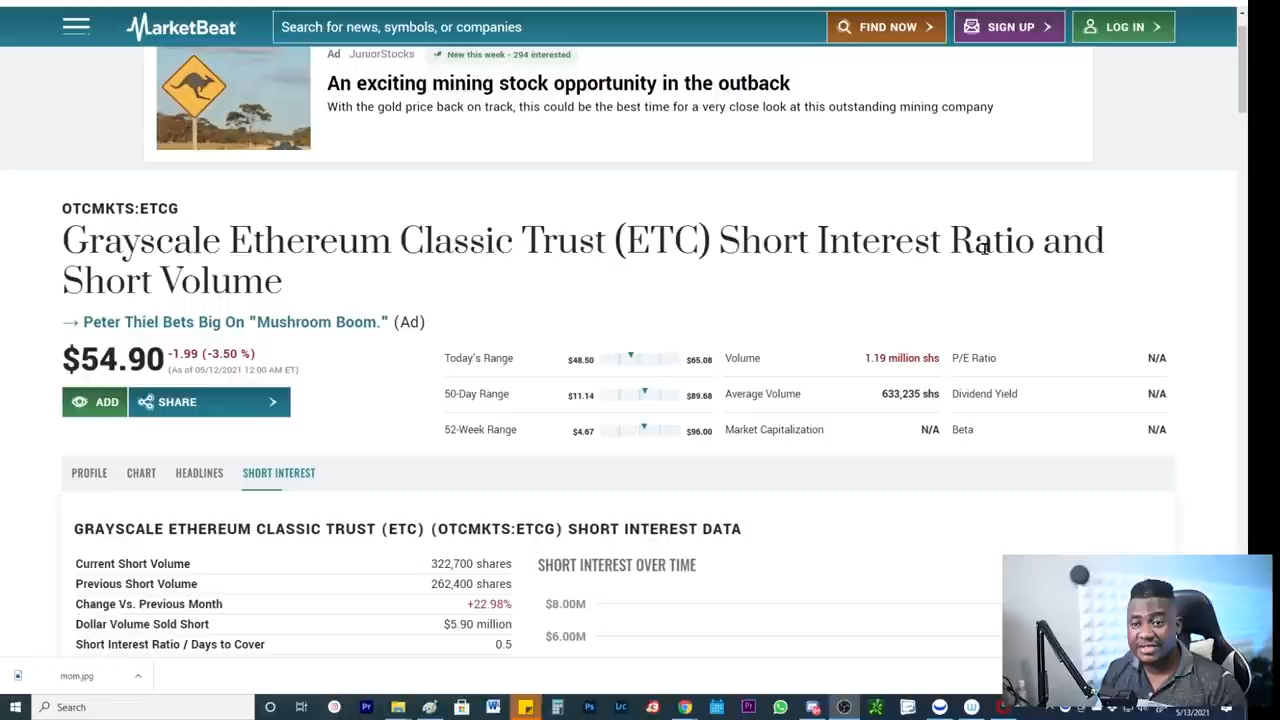 MarketBeat
Search for news, symbols, or companies
FIND NOW
SIGN UP
LOG IN
Ad JuniorStocks New this week - 294 interested
An exciting mining stock opportunity in the outback
With the gold price back on track, this could be the best time for a very close look at this outstanding mining company
OTCMKTS:ETCG
Grayscale Ethereum Classic Trust (ETC) Short Interest Ratio and
Short Volume
→ Peter Thiel Bets Big On "Mushroom Boom." (Ad)
$54.90 -1.99 (-3.50 %)
(As of 05/12/2021 12:00 AM ET)
ADD SHARE
Today's Range $48.50 $65.08
50-Day Range $11.14 $89.68
52-Week Range $4.67 $96.00
Volume 1.19 million shs
Average Volume 633,235 shs
Market Capitalization N/A
P/E Ratio N/A
Dividend Yield N/A
Beta N/A
PROFILE CHART HEADLINES SHORT INTEREST
GRAYSCALE ETHEREUM CLASSIC TRUST (ETC) (OTCMKTS:ETCG) SHORT INTEREST DATA
Current Short Volume 322,700 shares
Previous Short Volume 262,400 shares
Change Vs. Previous Month +22.98%
Dollar Volume Sold Short $5.90 million
Short Interest Ratio / Days to Cover 0.5
SHORT INTEREST OVER TIME
$8.00M
$6.00M
mom.jpg
Search
Pr
Ps
Lrc
Pr
5/13/2021